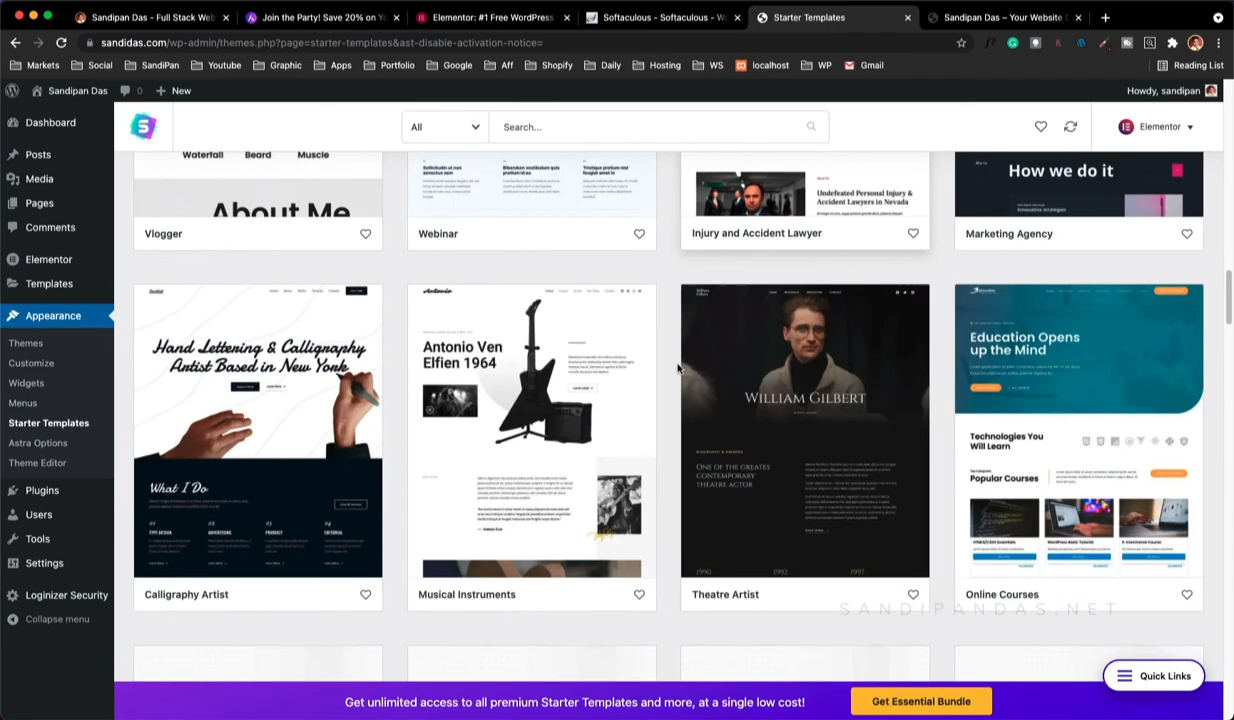 Sandipan Das - Full Stack Web
Join the Party! Save 20% on Yo
Elementor: #1 Free WordPress
Softaculous - Softaculous - W
Starter Templates
Sandipan Das – Your Website
sandidas.com/wp-admin/themes.php?page=starter-templates&ast-disable-activation-notice=
Markets
Social
SandiPan
Youtube
Graphic
Apps
Portfolio
Google
Aff
Shopify
Daily
Hosting
WS
localhost
WP
Gmail
Reading List
Sandipan Das
0
New
Howdy, sandipan
Dashboard
Posts
Media
Pages
Comments
Elementor
Templates
Appearance
Themes
Customize
Widgets
Menus
Starter Templates
Astra Options
Theme Editor
Plugins
Users
Tools
Settings
Loginizer Security
Collapse menu
All
Search...
Elementor
Waterfall Beard Muscle
About Me
Vlogger
Webinar
Undefeated Personal Injury &
Accident Lawyers in Nevada
Injury and Accident Lawyer
How we do it
Innovative strategies
Marketing Agency
Hand Lettering & Calligraphy
Artist Based in New York
What I Do
Calligraphy Artist
Antonio
Antonio Ven
Elfien 1964
Musical Instruments
WILLIAM GILBERT
ONE OF THE GREATES
CONTEMPORARY
THEATRE ACTOR
1990 1992 1997
Theatre Artist
Education Opens
up the Mind
Technologies You
Will Learn
Popular Courses
Online Courses
SANDIPANDAS.NET
Get unlimited access to all premium Starter Templates and more, at a single low cost!
Get Essential Bundle
Quick Links